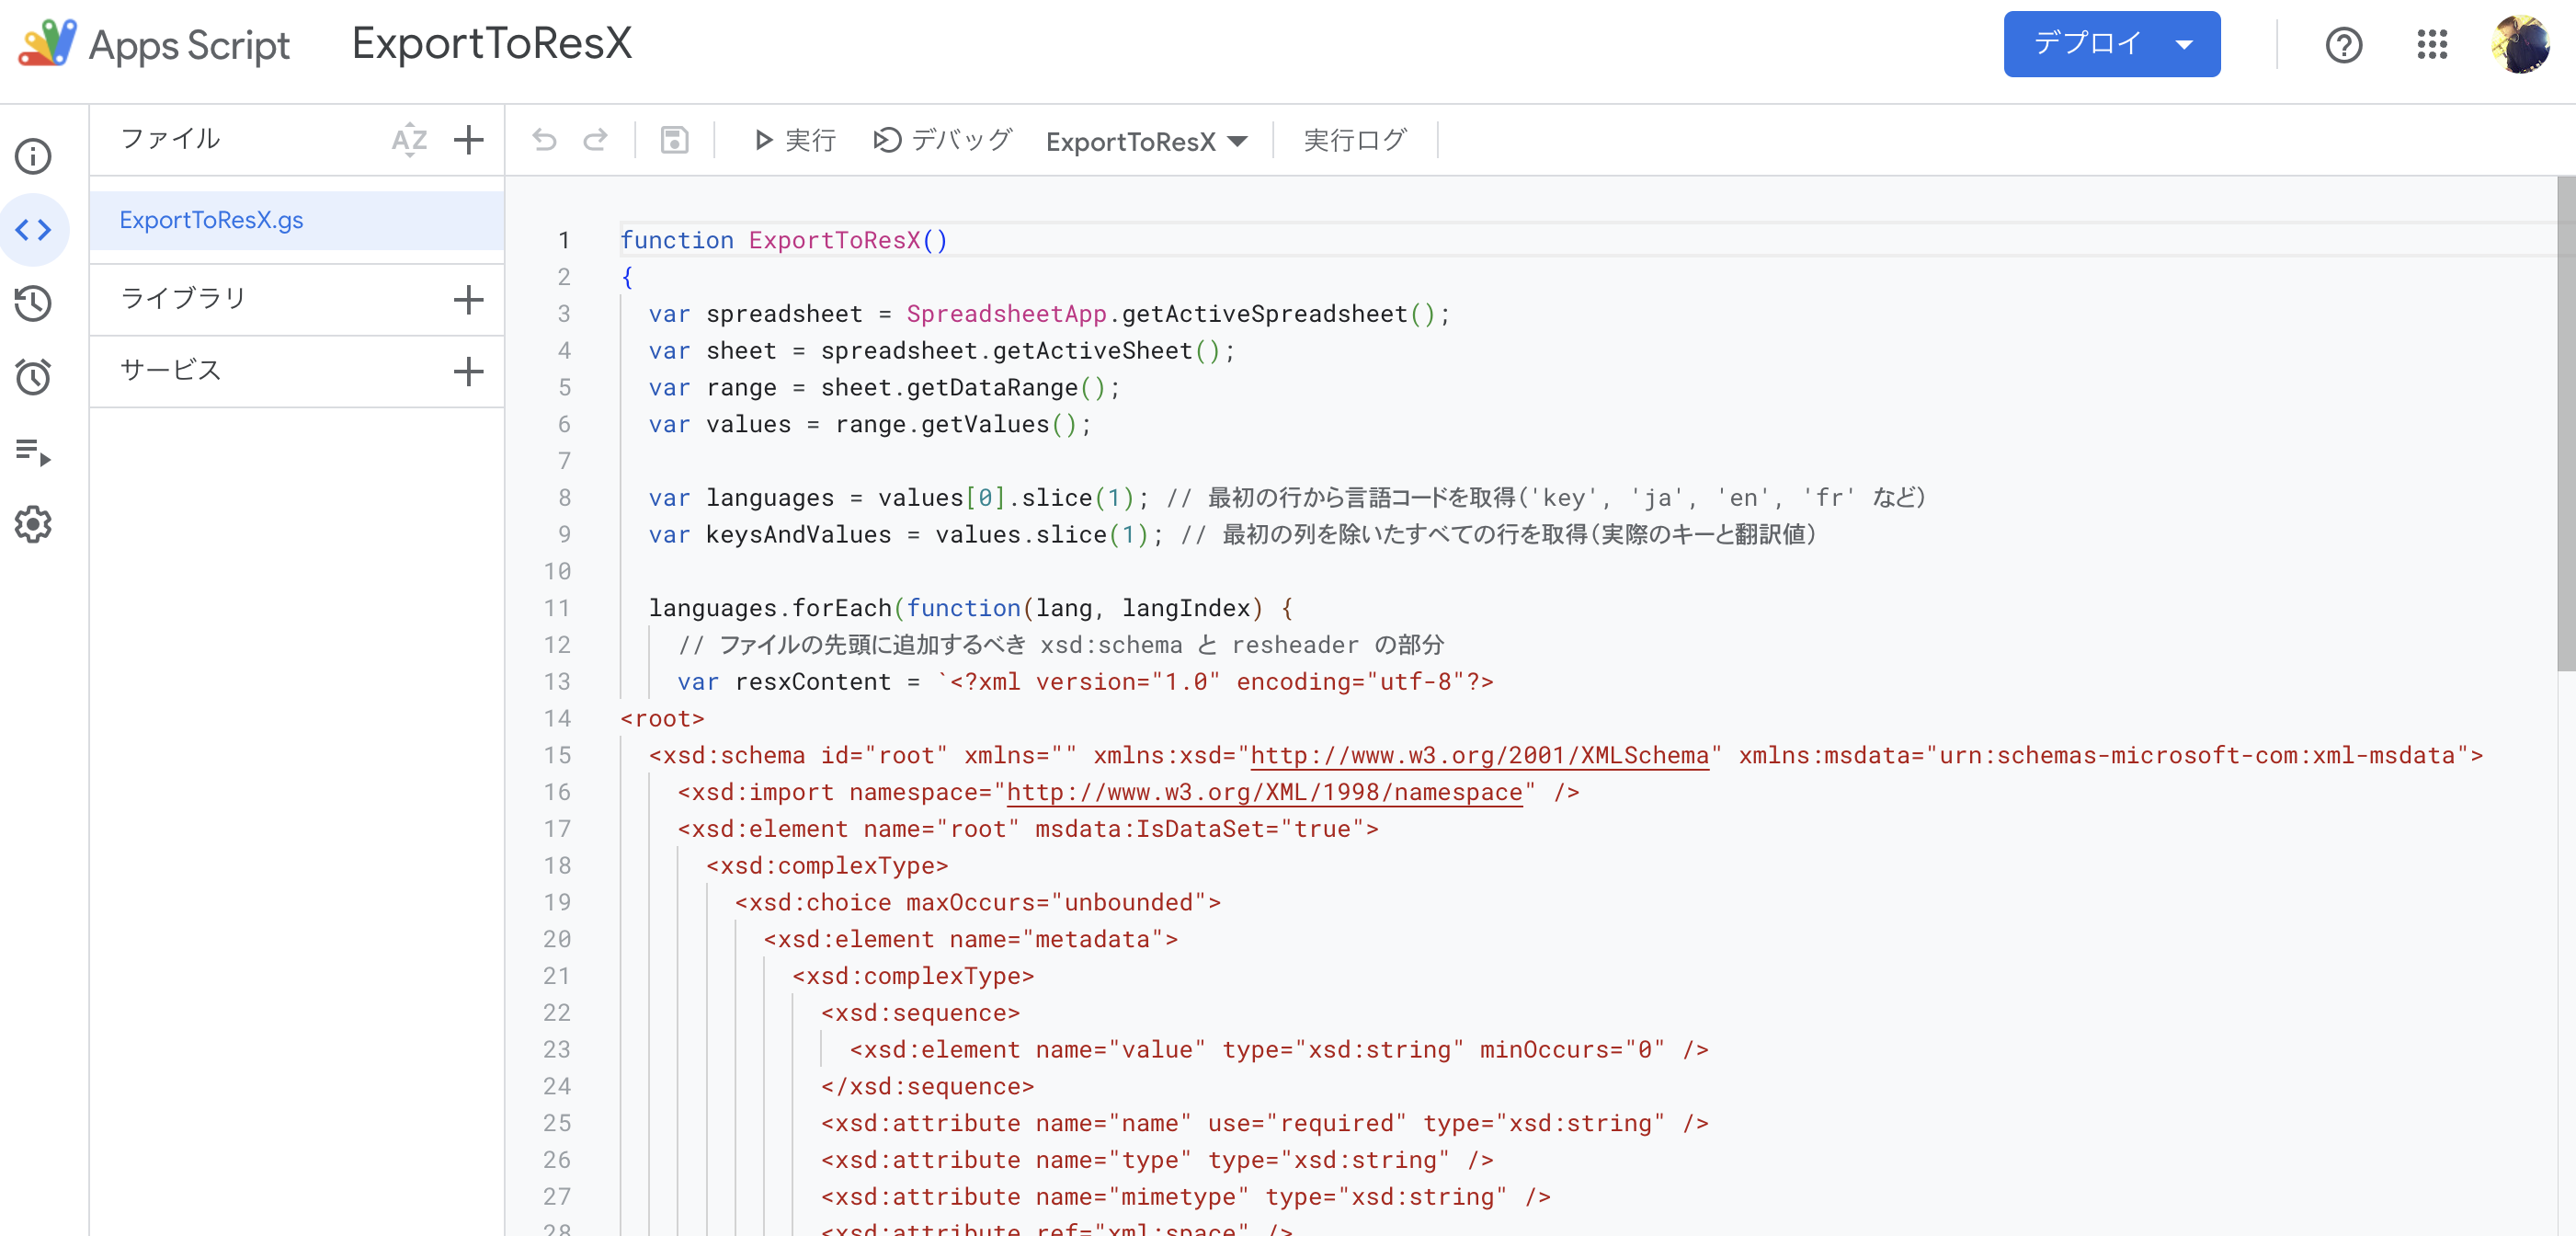 Apps Script ExportToResX デプロイ
ファイル AZ
実行 デバッグ ExportToResX 実行ログ
ExportToResX.gs
ライブラリ
サービス
1 function ExportToResX()
2 {
3 var spreadsheet = SpreadsheetApp.getActiveSpreadsheet();
4 var sheet = spreadsheet.getActiveSheet();
5 var range = sheet.getDataRange();
6 var values = range.getValues();
7
8 var languages = values[0].slice(1); // 最初の行から言語コードを取得('key', 'ja', 'en', 'fr' など)
9 var keysAndValues = values.slice(1); // 最初の列を除いたすべての行を取得(実際のキーと翻訳値)
10
11 languages.forEach(function(lang, langIndex) {
12 // ファイルの先頭に追加するべき xsd:schema と resheader の部分
13 var resxContent = `<?xml version="1.0" encoding="utf-8"?>
14 <root>
15 <xsd:schema id="root" xmlns="" xmlns:xsd="http://www.w3.org/2001/XMLSchema" xmlns:msdata="urn:schemas-microsoft-com:xml-msdata">
16 <xsd:import namespace="http://www.w3.org/XML/1998/namespace" />
17 <xsd:element name="root" msdata:IsDataSet="true">
18 <xsd:complexType>
19 <xsd:choice maxOccurs="unbounded">
20 <xsd:element name="metadata">
21 <xsd:complexType>
22 <xsd:sequence>
23 <xsd:element name="value" type="xsd:string" minOccurs="0" />
24 </xsd:sequence>
25 <xsd:attribute name="name" use="required" type="xsd:string" />
26 <xsd:attribute name="type" type="xsd:string" />
27 <xsd:attribute name="mimetype" type="xsd:string" />
28 <xsd:attribute ref="xml:space" />